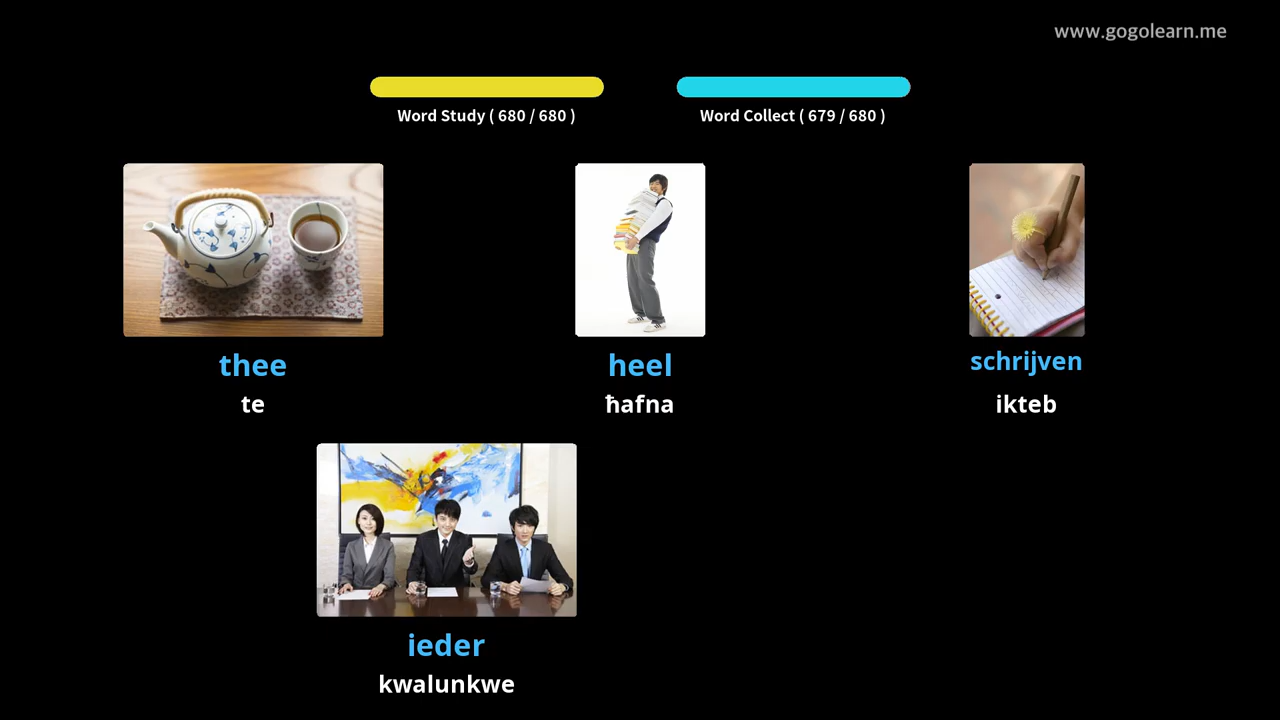 www.gogolearn.me
Word Study ( 680 / 680 )
Word Collect ( 679 / 680 )
thee
te
heel
ħafna
schrijven
ikteb
ieder
kwalunkwe